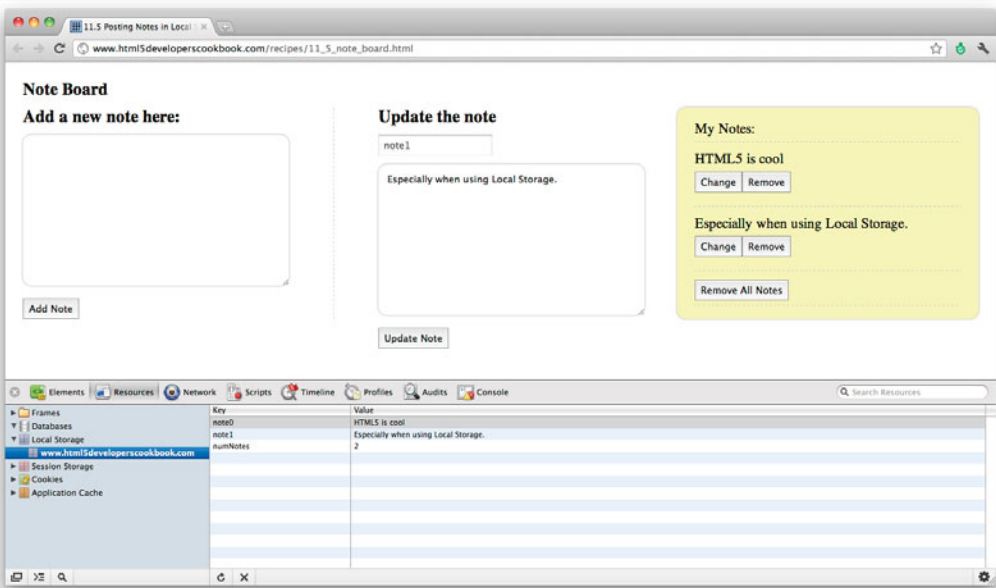 11.5 Posting Notes in Local
www.html5developerscookbook.com/recipes/11_5_note_board.html
Note Board
Add a new note here:
Add Note
Update the note
note1
Especially when using Local Storage.
Update Note
My Notes:
HTML5 is cool
Change Remove
Especially when using Local Storage.
Change Remove
Remove All Notes
Elements Resources Network Scripts Timeline Profiles Audits Console Search Resources
Frames
Databases
Local Storage
www.html5developerscookbook.com
Session Storage
Cookies
Application Cache
Key Value
note0 HTML5 is cool
note1 Especially when using Local Storage.
numNotes 2